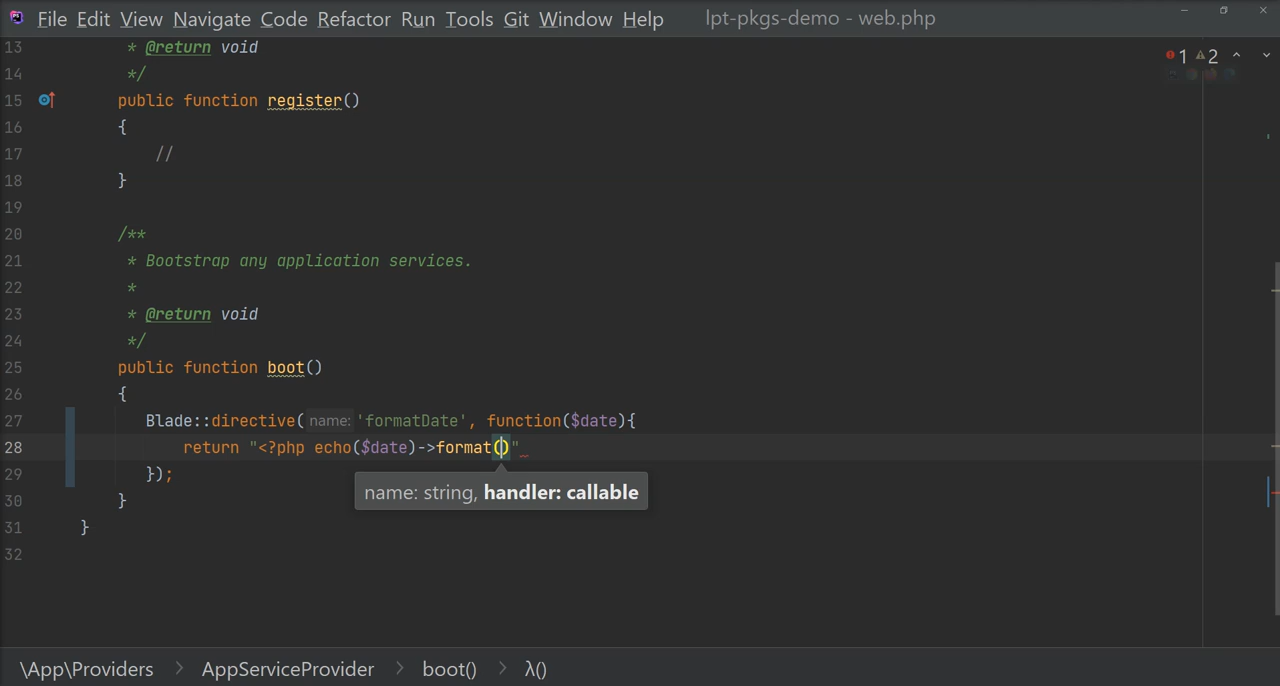 File Edit View Navigate Code Refactor Run Tools Git Window Help lpt-pkgs-demo - web.php
1 2
13 * @return void
14 */
15 public function register()
16 {
17 //
18 }
19
20 /**
21 * Bootstrap any application services.
22 *
23 * @return void
24 */
25 public function boot()
26 {
27 Blade::directive( name: 'formatDate', function($date){
28 return "<?php echo($date)->format()"
29 });
name: string, handler: callable
30 }
31 }
32
\App\Providers > AppServiceProvider > boot() > λ()